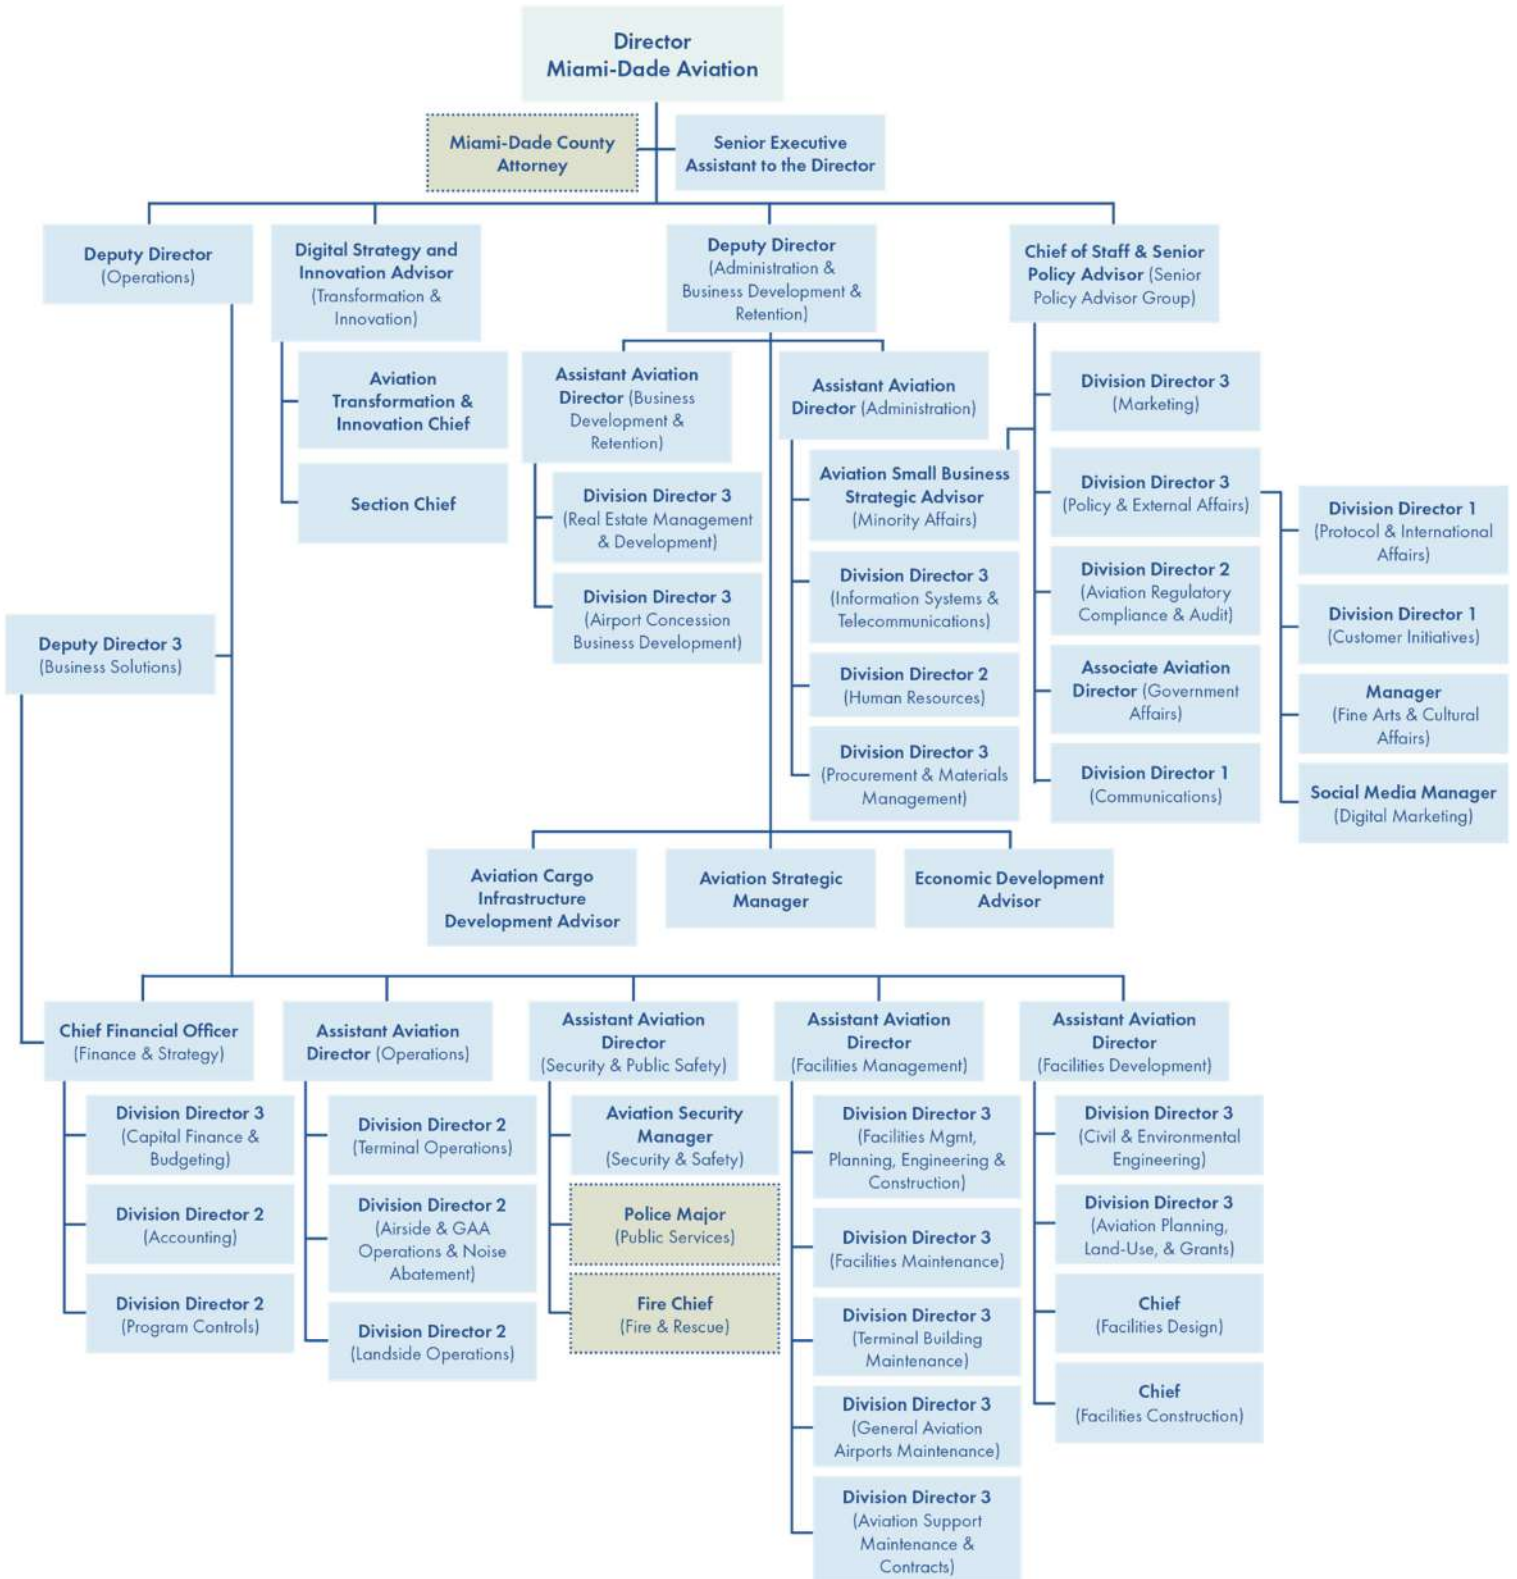 Director
Miami-Dade Aviation
Miami-Dade County
Attorney
Senior Executive
Assistant to the Director
Deputy Director
(Operations)
Digital Strategy and
Innovation Advisor
(Transformation &
Innovation)
Deputy Director
(Administration &
Business Development &
Retention)
Chief of Staff & Senior
Policy Advisor (Senior
Policy Advisor Group)
Aviation
Transformation &
Innovation Chief
Section Chief
Assistant Aviation
Director (Business
Development &
Retention)
Division Director 3
(Real Estate Management
& Development)
Division Director 3
(Airport Concession
Business Development)
Assistant Aviation
Director (Administration)
Aviation Small Business
Strategic Advisor
(Minority Affairs)
Division Director 3
(Information Systems &
Telecommunications)
Division Director 2
(Human Resources)
Division Director 3
(Procurement & Materials
Management)
Division Director 3
(Marketing)
Division Director 3
(Policy & External Affairs)
Division Director 2
(Aviation Regulatory
Compliance & Audit)
Associate Aviation
Director (Government
Affairs)
Division Director 1
(Communications)
Division Director 1
(Protocol & International
Affairs)
Division Director 1
(Customer Initiatives)
Manager
(Fine Arts & Cultural
Affairs)
Social Media Manager
(Digital Marketing)
Deputy Director 3
(Business Solutions)
Aviation Cargo
Infrastructure
Development Advisor
Aviation Strategic
Manager
Economic Development
Advisor
Chief Financial Officer
(Finance & Strategy)
Division Director 3
(Capital Finance &
Budgeting)
Division Director 2
(Accounting)
Division Director 2
(Program Controls)
Assistant Aviation
Director (Operations)
Division Director 2
(Terminal Operations)
Division Director 2
(Airside & GAA
Operations & Noise
Abatement)
Division Director 2
(Landside Operations)
Assistant Aviation
Director
(Security & Public Safety)
Aviation Security
Manager
(Security & Safety)
Police Major
(Public Services)
Fire Chief
(Fire & Rescue)
Assistant Aviation
Director
(Facilities Management)
Division Director 3
(Facilities Mgmt,
Planning, Engineering &
Construction)
Division Director 3
(Facilities Maintenance)
Division Director 3
(Terminal Building
Maintenance)
Division Director 3
(General Aviation
Airports Maintenance)
Division Director 3
(Aviation Support
Maintenance &
Contracts)
Assistant Aviation
Director
(Facilities Development)
Division Director 3
(Civil & Environmental
Engineering)
Division Director 3
(Aviation Planning,
Land-Use, & Grants)
Chief
(Facilities Design)
Chief
(Facilities Construction)